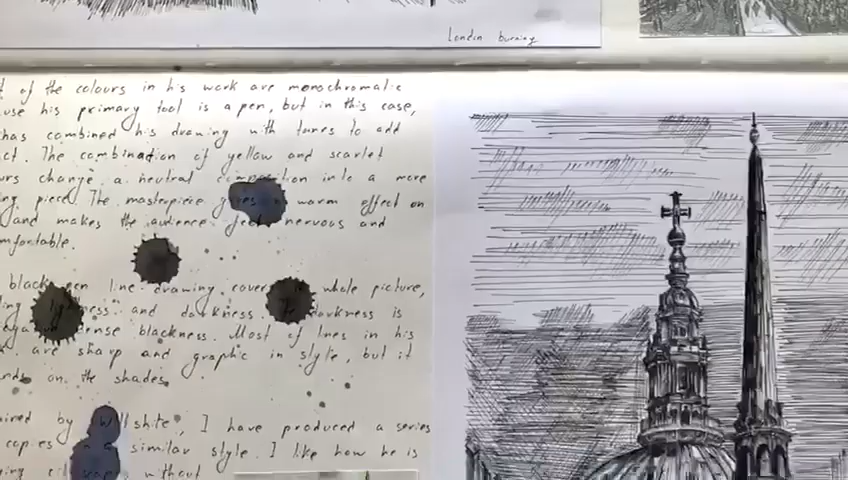 London burning
of the colours in his work are monochromatic
use his primary tool is a pen, but in this case,
has combined his drawing with tones to add
ct. The combination of yellow and scarlet
urs change a neutral composition into a more
ng piece. The masterpiece gives a warm effect on
and makes the audience feel nervous and
mfortable.
black pen line drawing covers whole picture,
ness and darkness. The darkness is
dense blackness. Most of lines in his
are sharp and graphic in style, but it
on the shades.
ired by Willshite, I have produced a series
copies in a similar style. I like how he is
without